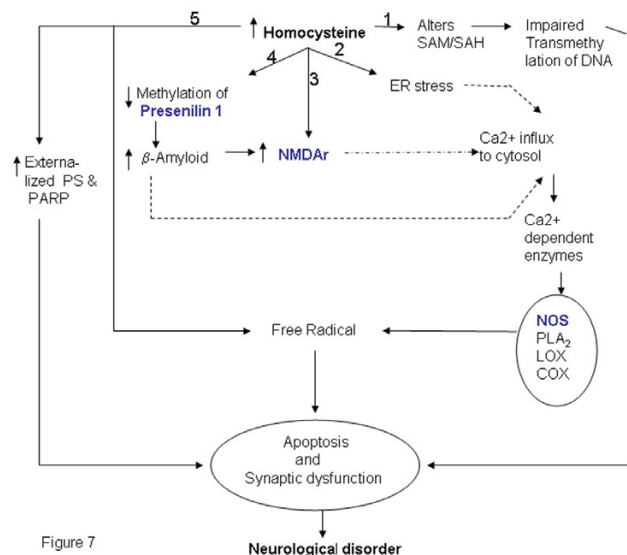 5
↑ Homocysteine
1
Alters
SAM/SAH
Impaired
Transmethy
lation of DNA
4
3
2
↓ Methylation of
Presenilin 1
ER stress
↑ Externa-
lized PS &
PARP
↑ β-Amyloid
↑ NMDAr
Ca2+ influx
to cytosol
Ca2+
dependent
enzymes
NOS
PLA₂
LOX
COX
Free Radical
Apoptosis
and
Synaptic dysfunction
Figure 7
Neurological disorder